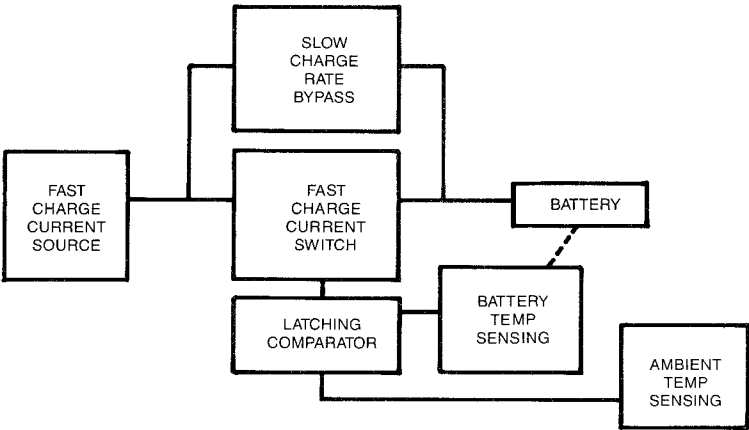 SLOW
CHARGE
RATE
BYPASS
FAST
CHARGE
CURRENT
SOURCE
FAST
CHARGE
CURRENT
SWITCH
BATTERY
LATCHING
COMPARATOR
BATTERY
TEMP
SENSING
AMBIENT
TEMP
SENSING